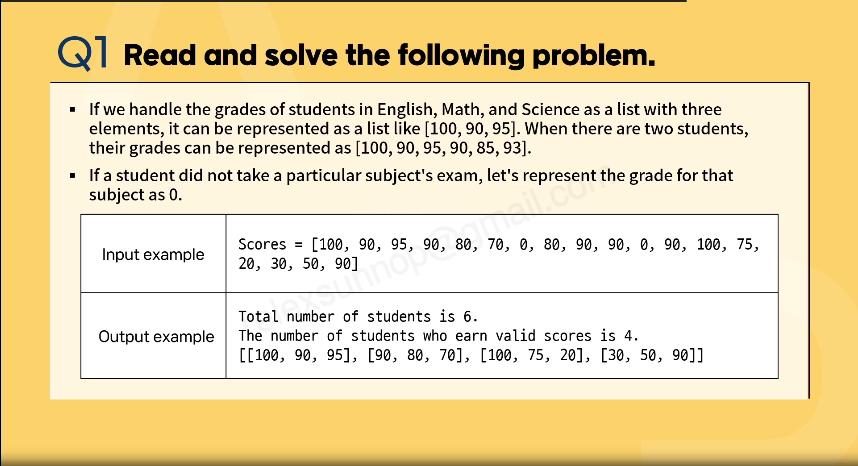 Q1 Read and solve the following problem.
▪ If we handle the grades of students in English, Math, and Science as a list with three
elements, it can be represented as a list like [100, 90, 95]. When there are two students,
their grades can be represented as [100, 90, 95, 90, 85, 93].
▪ If a student did not take a particular subject's exam, let's represent the grade for that
subject as 0.
Input example
Scores = [100, 90, 95, 90, 80, 70, 0, 80, 90, 90, 0, 90, 100, 75,
20, 30, 50, 90]
Output example
Total number of students is 6.
The number of students who earn valid scores is 4.
[[100, 90, 95], [90, 80, 70], [100, 75, 20], [30, 50, 90]]